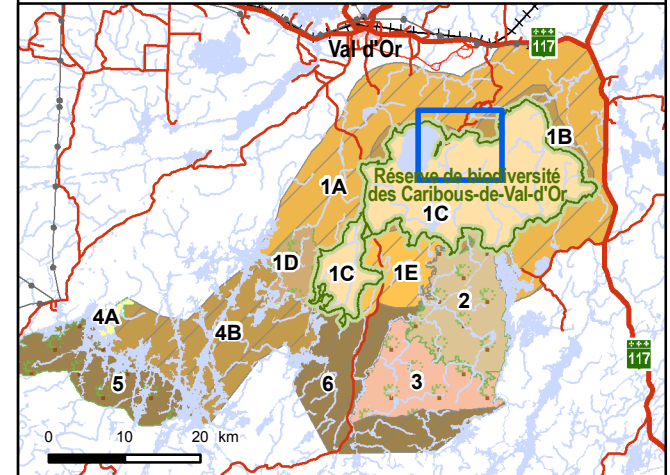 Val d'Or
117
1B
Réserve de biodiversité
des Caribous-de-Val-d'Or
1A
1C
1D
1C
1E
2
4A
4B
117
5
6
3
0 10 20 km